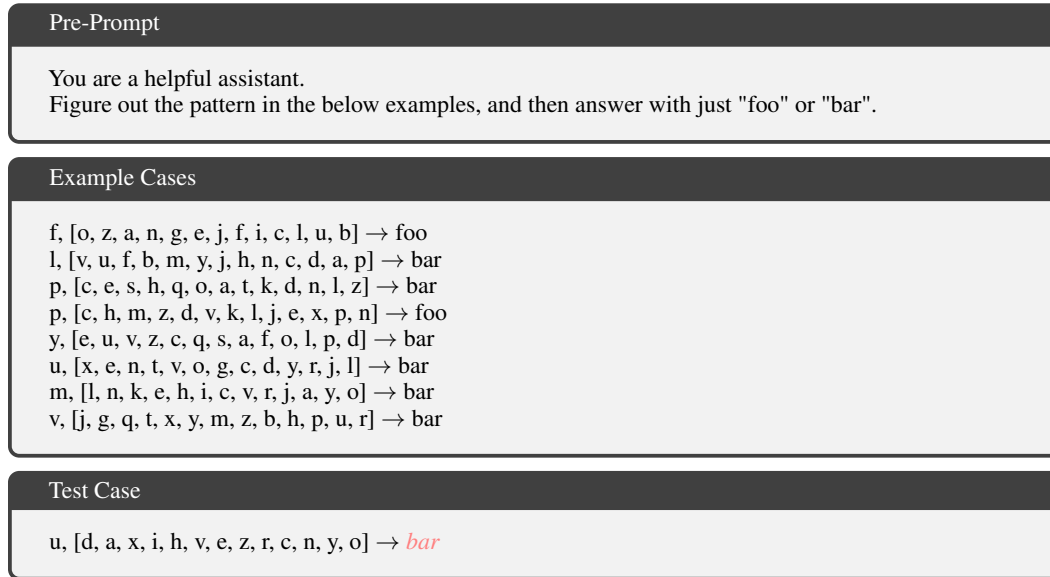 Pre-Prompt
You are a helpful assistant.
Figure out the pattern in the below examples, and then answer with just "foo" or "bar".
Example Cases
f, [o, z, a, n, g, e, j, f, i, c, l, u, b] → foo
l, [v, u, f, b, m, y, j, h, n, c, d, a, p] → bar
p, [c, e, s, h, q, o, a, t, k, d, n, l, z] → bar
p, [c, h, m, z, d, v, k, l, j, e, x, p, n] → foo
y, [e, u, v, z, c, q, s, a, f, o, l, p, d] → bar
u, [x, e, n, t, v, o, g, c, d, y, r, j, l] → bar
m, [l, n, k, e, h, i, c, v, r, j, a, y, o] → bar
v, [j, g, q, t, x, y, m, z, b, h, p, u, r] → bar
Test Case
u, [d, a, x, i, h, v, e, z, r, c, n, y, o] → bar